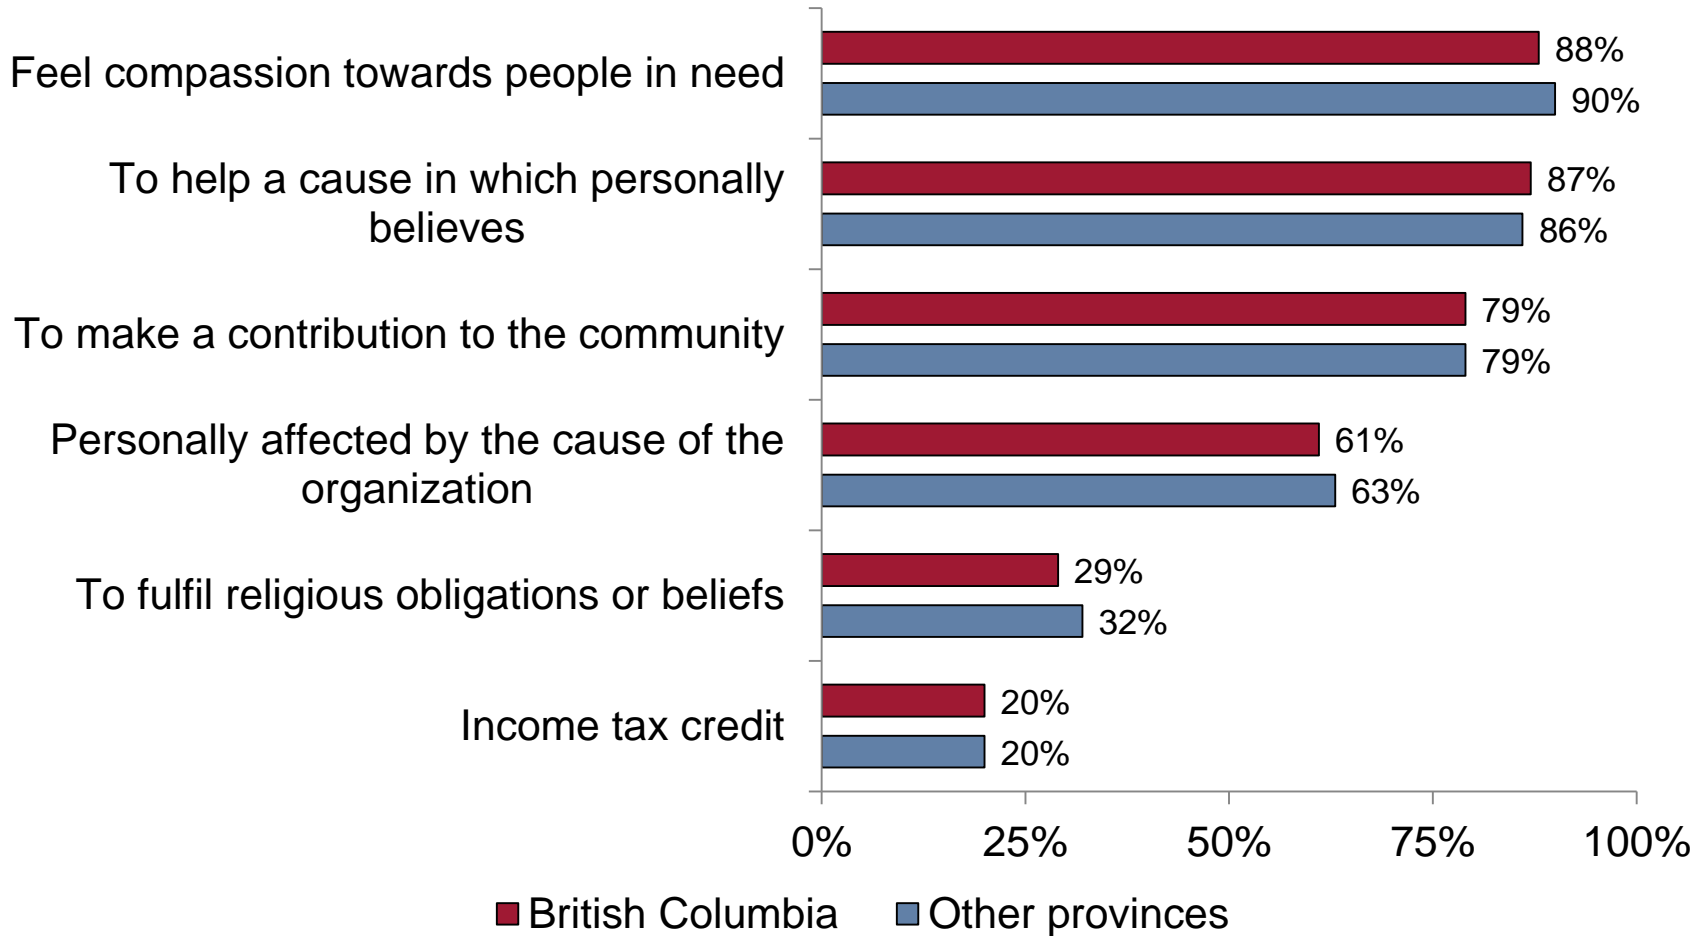 Feel compassion towards people in need
88%
90%
To help a cause in which personally
believes
87%
86%
To make a contribution to the community
79%
79%
Personally affected by the cause of the
organization
61%
63%
To fulfil religious obligations or beliefs
29%
32%
Income tax credit
20%
20%
0% 25% 50% 75% 100%
British Columbia Other provinces